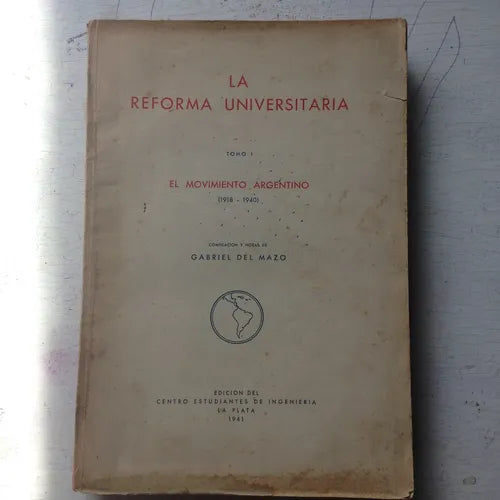 LA
REFORMA UNIVERSITARIA
TOMO I
EL MOVIMIENTO ARGENTINO
(1918 - 1940)
COMPILACION Y NOTAS DE
GABRIEL DEL MAZO
EDICION DEL
CENTRO ESTUDIANTES DE INGENIERIA
LA PLATA
1941